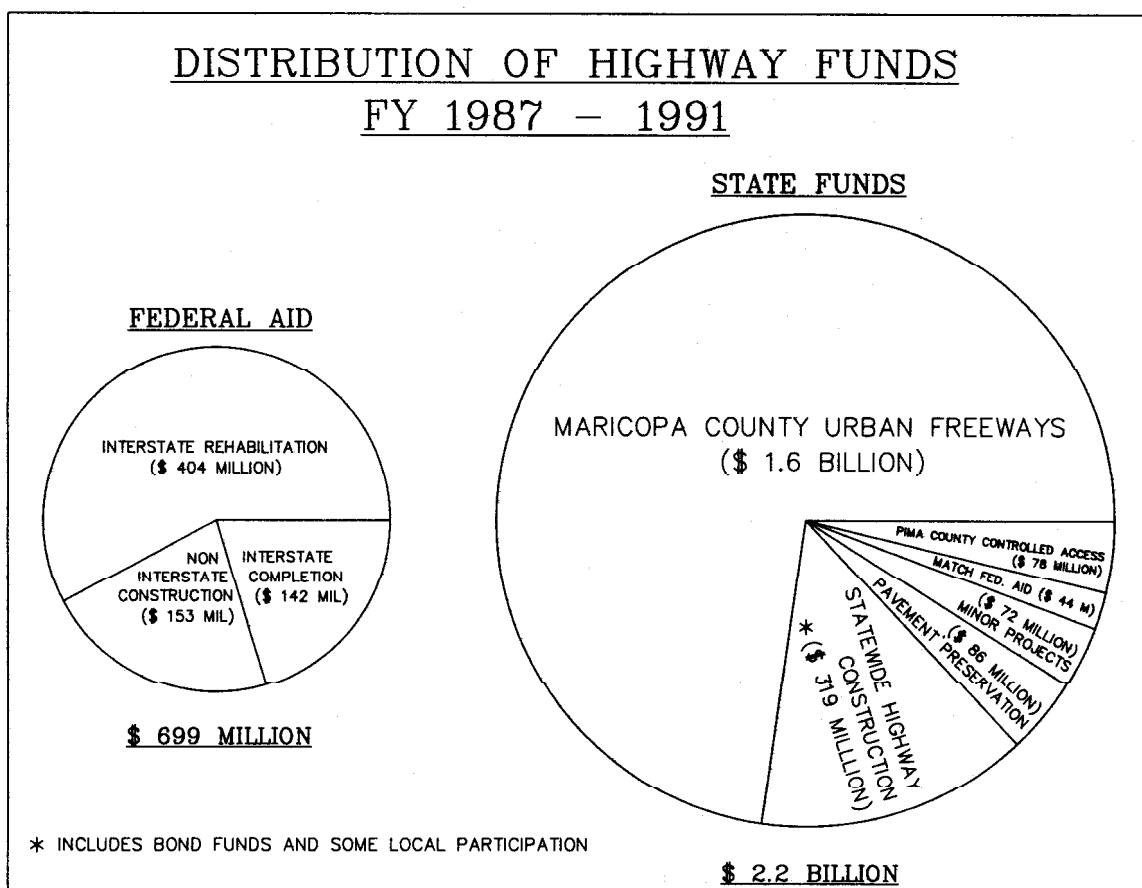 DISTRIBUTION OF HIGHWAY FUNDS
FY 1987 – 1991
FEDERAL AID
INTERSTATE REHABILITATION
($ 404 MILLION)
NON
INTERSTATE
CONSTRUCTION
($ 153 MIL)
INTERSTATE
COMPLETION
($ 142 MIL)
$ 699 MILLION
STATE FUNDS
MARICOPA COUNTY URBAN FREEWAYS
($ 1.6 BILLION)
PIMA COUNTY CONTROLLED ACCESS
($ 78 MILLION)
MATCH FED. AID ($ 44 M)
($ 72 MILLION)
MINOR PROJECTS
($ 86 MILLION)
PAVEMENT PRESERVATION
STATEWIDE HIGHWAY
CONSTRUCTION
* ($ 319 MILLLION)
$ 2.2 BILLION
* INCLUDES BOND FUNDS AND SOME LOCAL PARTICIPATION